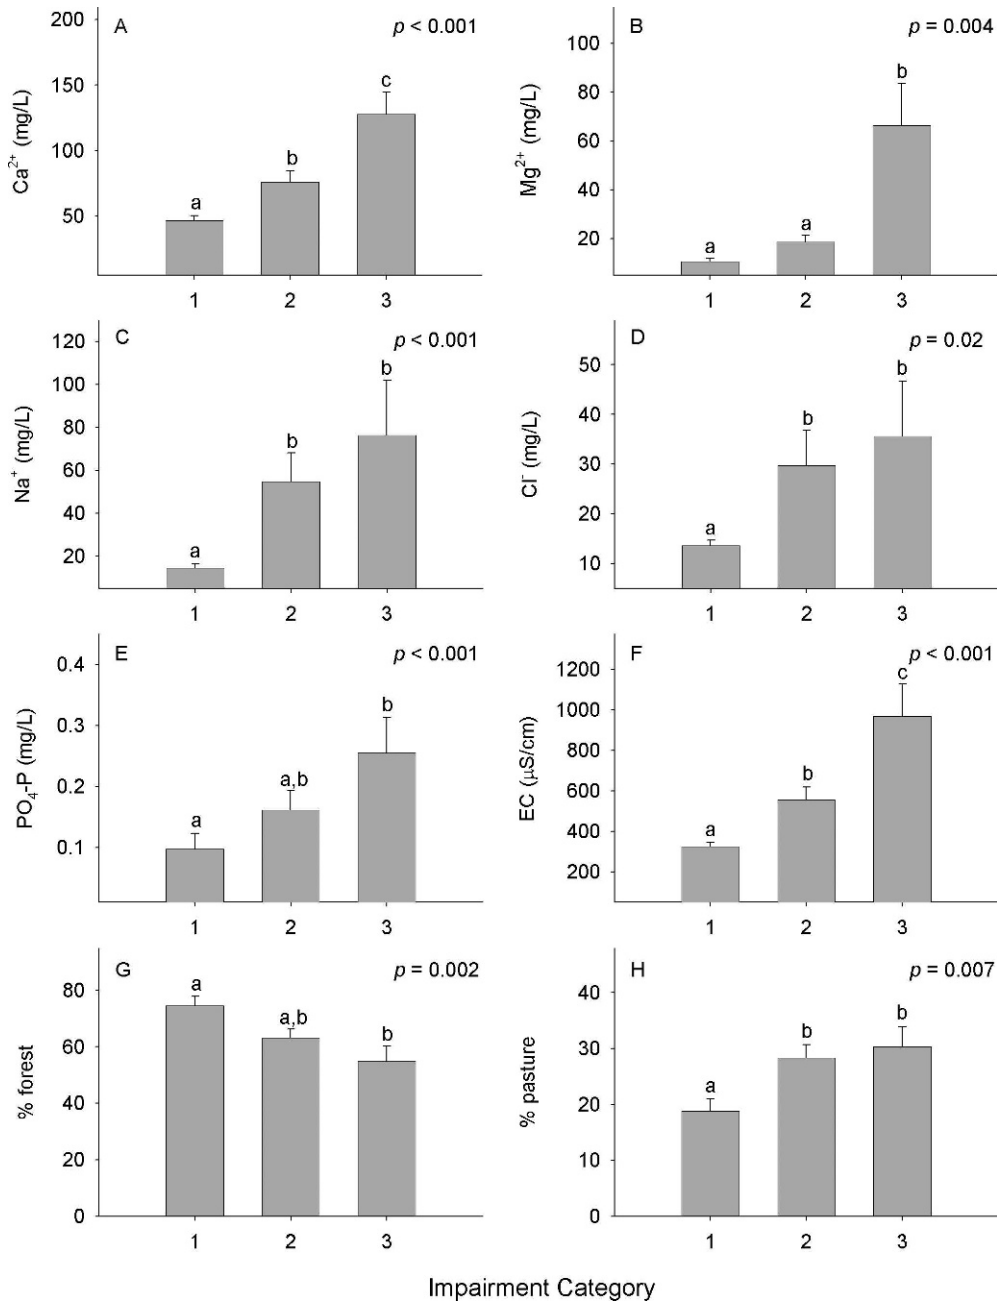 A
p < 0.001
200
150
100
50
Ca2+ (mg/L)
a
b
c
1 2 3
B
p = 0.004
100
80
60
40
20
Mg2+ (mg/L)
a
a
b
1 2 3
C
p < 0.001
120
100
80
60
40
20
Na+ (mg/L)
a
b
b
1 2 3
D
p = 0.02
50
40
30
20
10
Cl- (mg/L)
a
b
b
1 2 3
E
p < 0.001
0.4
0.3
0.2
0.1
PO4-P (mg/L)
a
a,b
b
1 2 3
F
p < 0.001
1200
1000
800
600
400
200
EC (µS/cm)
a
b
c
1 2 3
G
p = 0.002
80
60
40
20
0
% forest
a
a,b
b
1 2 3
H
p = 0.007
40
30
20
10
0
% pasture
a
b
b
1 2 3
Impairment Category